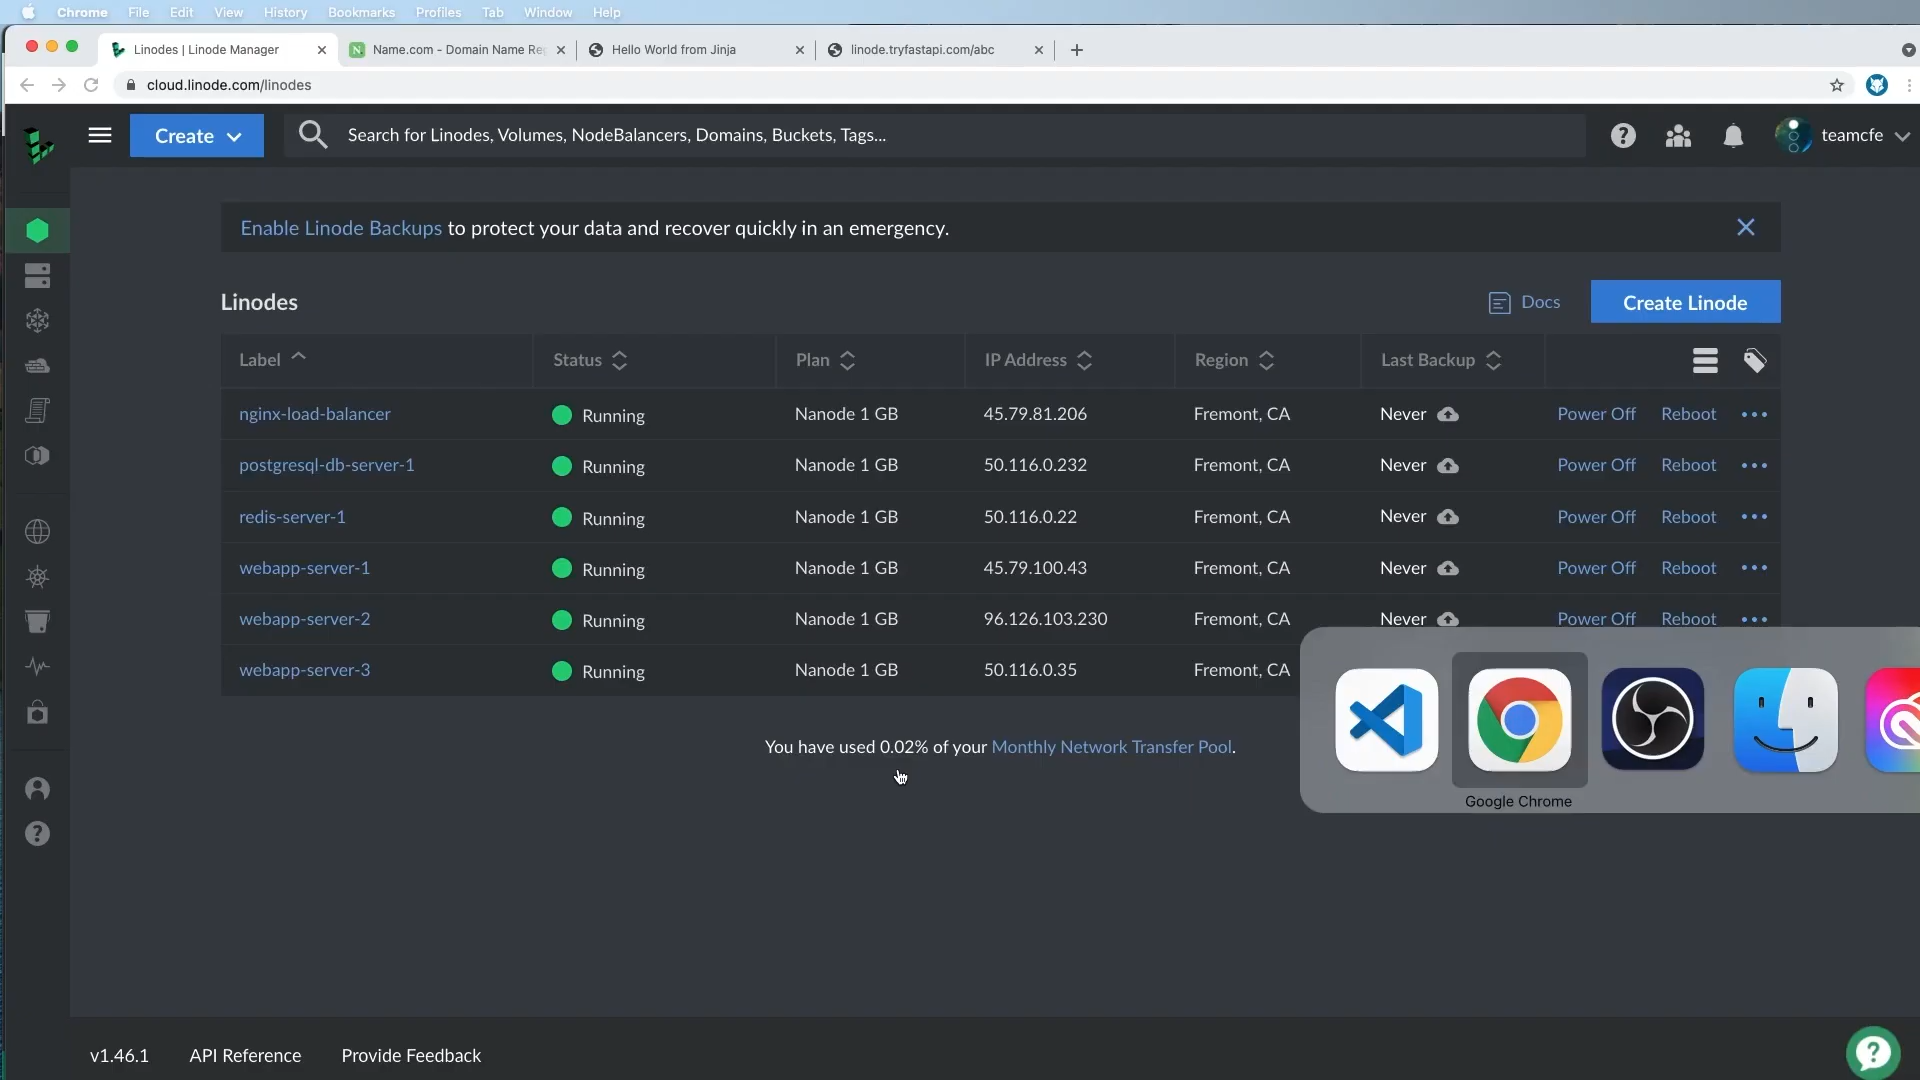 Chrome File Edit View History Bookmarks Profiles Tab Window Help
Linodes | Linode Manager
Name.com - Domain Name Re
Hello World from Jinja
linode.tryfastapi.com/abc
cloud.linode.com/linodes
Create
Search for Linodes, Volumes, NodeBalancers, Domains, Buckets, Tags...
teamcfe
Enable Linode Backups to protect your data and recover quickly in an emergency.
Linodes
Docs
Create Linode
Label Status Plan IP Address Region Last Backup
nginx-load-balancer Running Nanode 1 GB 45.79.81.206 Fremont, CA Never Power Off Reboot
postgresql-db-server-1 Running Nanode 1 GB 50.116.0.232 Fremont, CA Never Power Off Reboot
redis-server-1 Running Nanode 1 GB 50.116.0.22 Fremont, CA Never Power Off Reboot
webapp-server-1 Running Nanode 1 GB 45.79.100.43 Fremont, CA Never Power Off Reboot
webapp-server-2 Running Nanode 1 GB 96.126.103.230 Fremont, CA Never Power Off Reboot
webapp-server-3 Running Nanode 1 GB 50.116.0.35 Fremont, CA
You have used 0.02% of your Monthly Network Transfer Pool.
Google Chrome
v1.46.1 API Reference Provide Feedback